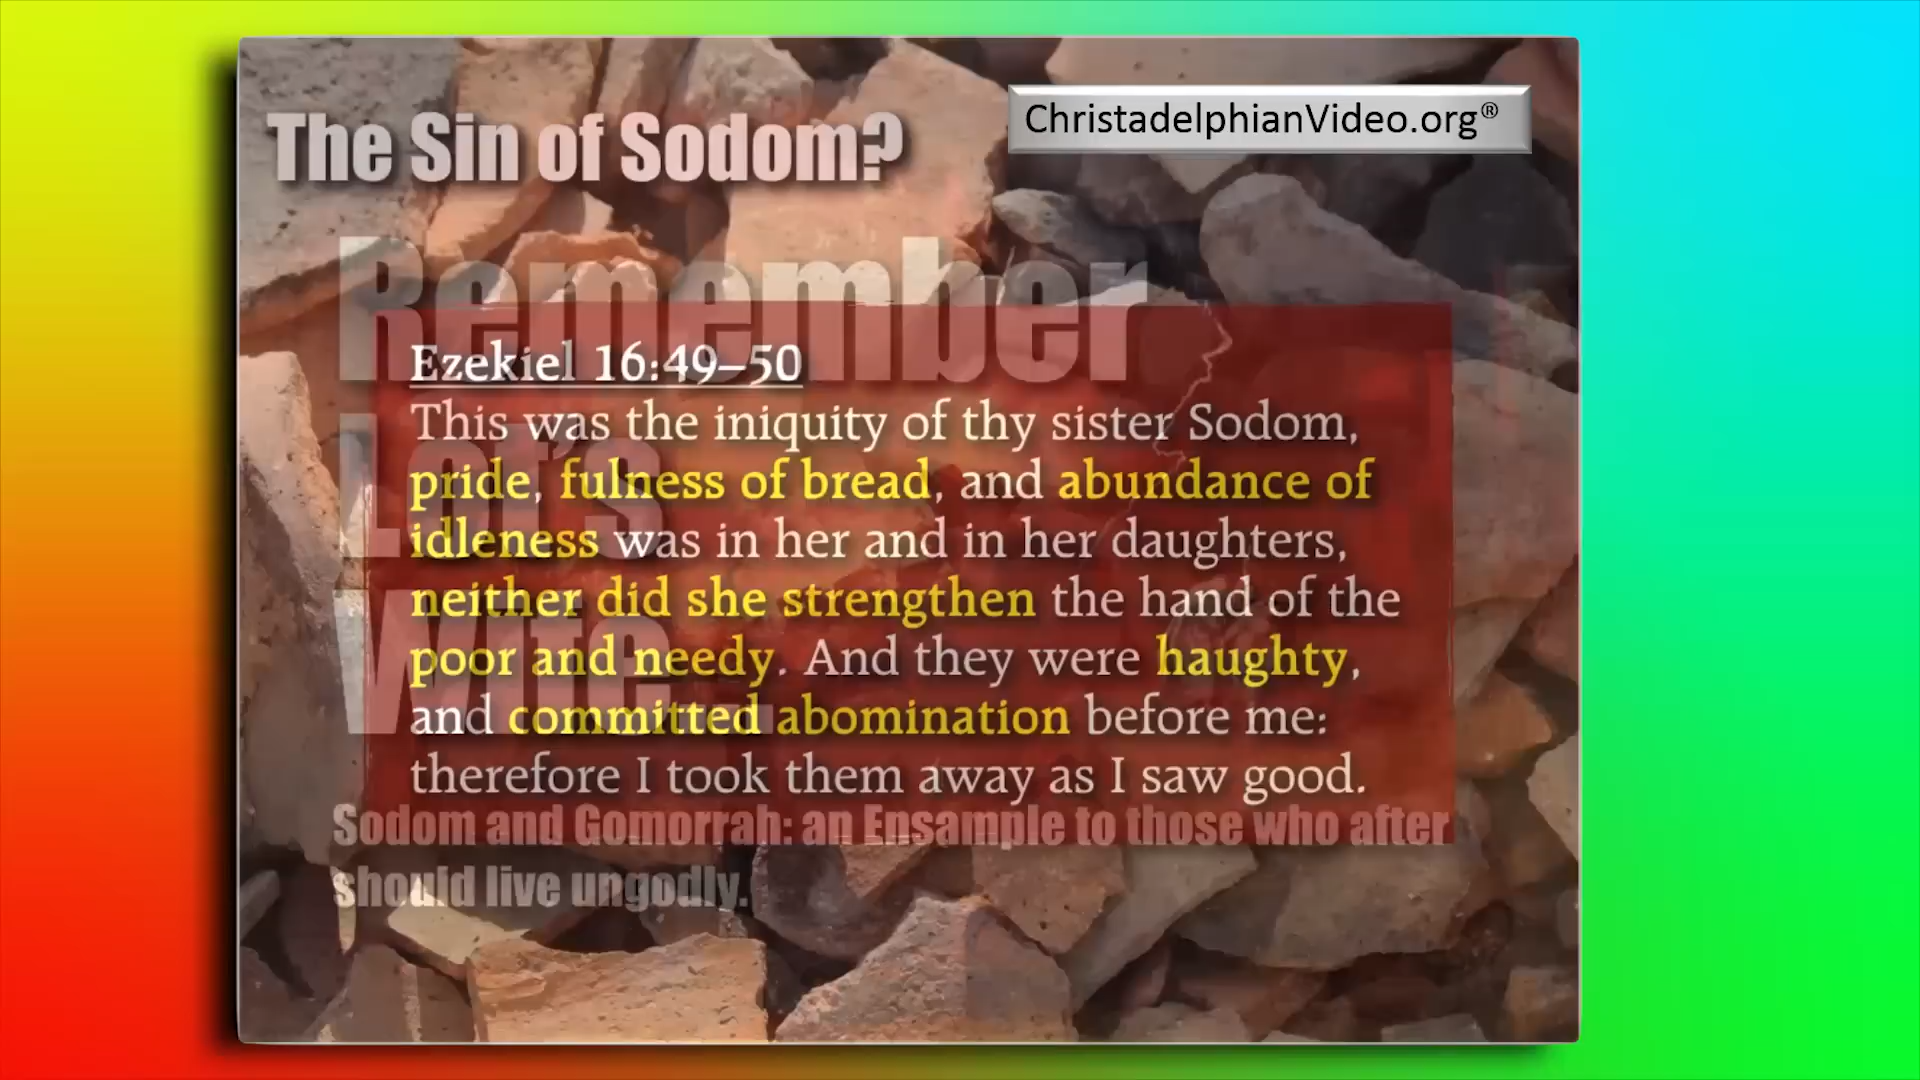 The Sin of Sodom?
ChristadelphianVideo.org®
Remember
Lot's
Wife.
Ezekiel 16:49–50
This was the iniquity of thy sister Sodom,
pride, fulness of bread, and abundance of
idleness was in her and in her daughters,
neither did she strengthen the hand of the
poor and needy. And they were haughty,
and committed abomination before me:
therefore I took them away as I saw good.
Sodom and Gomorrah: an Ensample to those who after
should live ungodly.